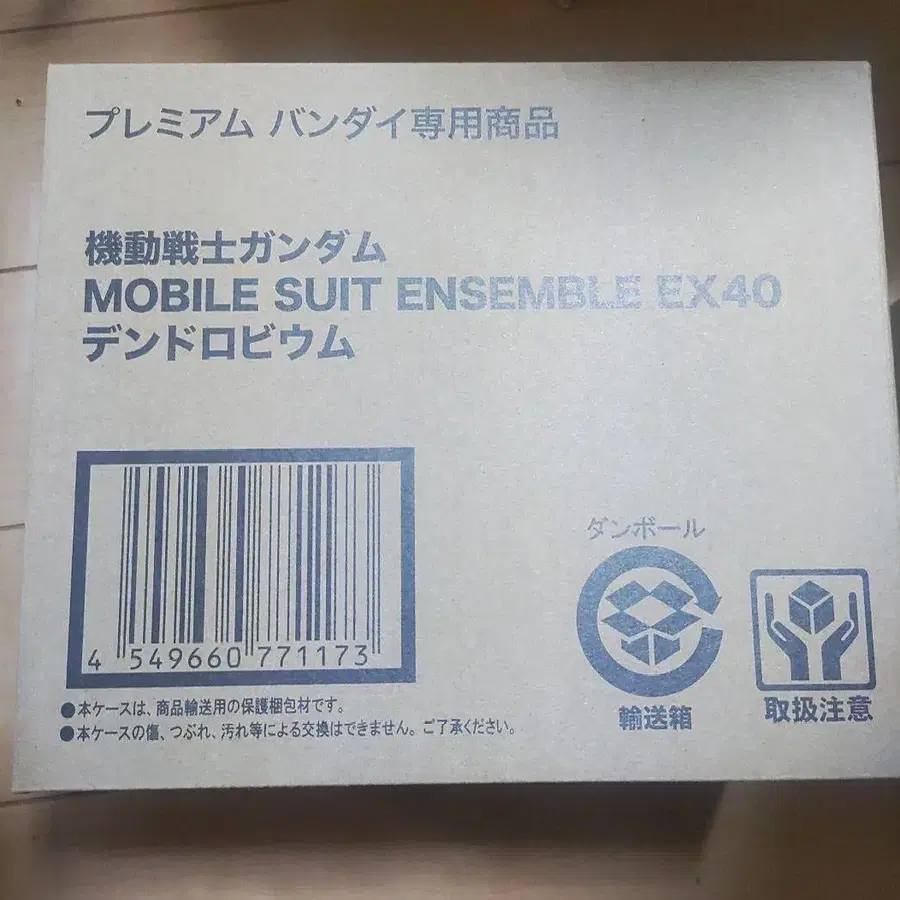 プレミアム バンダイ専用商品
機動戦士ガンダム
MOBILE SUIT ENSEMBLE EX40
デンドロビウム
4 549660 771173
●本ケースは、商品輸送用の保護梱包材です。
●本ケースの傷、つぶれ、汚れ等による交換はできません。ご了承ください。
ダンボール
輸送箱
取扱注意